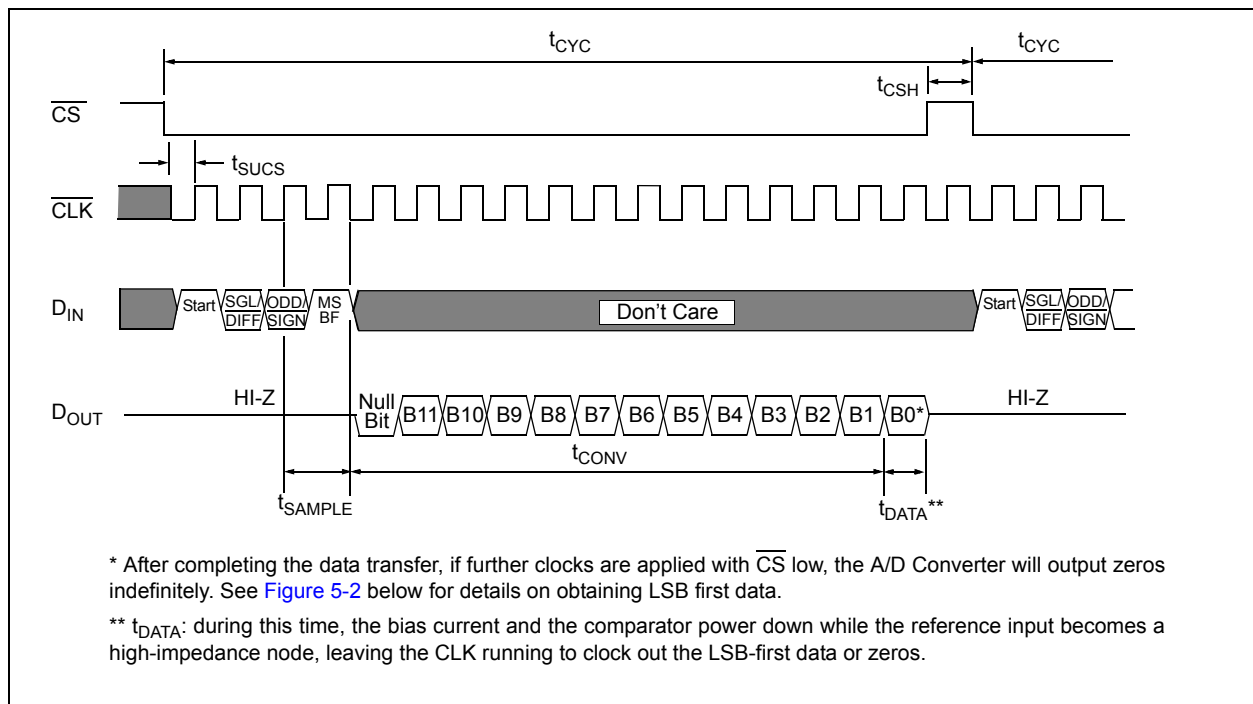 tCYC
tCYC
tCSH
CS
tSUCS
CLK
DIN
Start
SGL/
DIFF
ODD/
SIGN
MS
BF
Don't Care
Start
SGL/
DIFF
ODD/
SIGN
DOUT
HI-Z
Null
Bit
B11
B10
B9
B8
B7
B6
B5
B4
B3
B2
B1
B0*
HI-Z
tCONV
tSAMPLE
tDATA**
* After completing the data transfer, if further clocks are applied with CS low, the A/D Converter will output zeros
indefinitely. See Figure 5-2 below for details on obtaining LSB first data.
** tDATA: during this time, the bias current and the comparator power down while the reference input becomes a
high-impedance node, leaving the CLK running to clock out the LSB-first data or zeros.